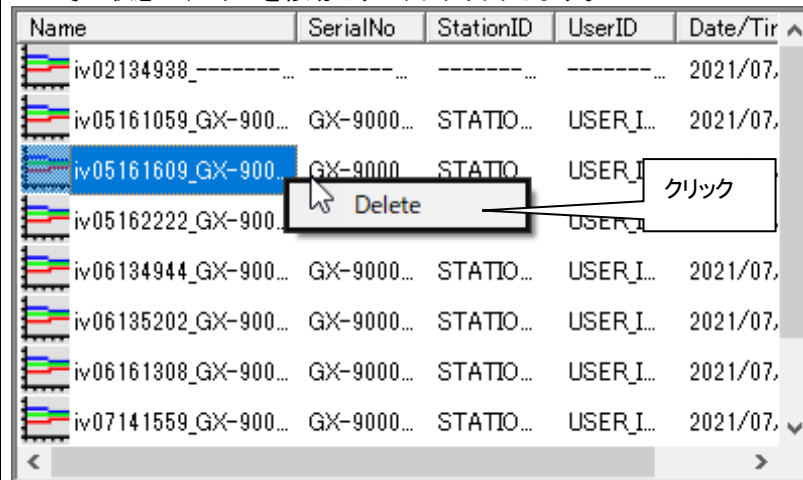 Name SerialNo StationID UserID Date/Tir
iv02134938_-------... -------... -------... -------... 2021/07
iv05161059_GX-900... GX-9000... STATIO... USER_I... 2021/07
iv05161609_GX-900... GX-9000 STATIO USER_I
クリック
Delete
iv05162222_GX-900. USER_I
iv06134944_GX-900... GX-9000... STATIO... USER_I... 2021/07
iv06135202_GX-900... GX-9000... STATIO... USER_I... 2021/07
iv06161308_GX-900... GX-9000... STATIO... USER_I... 2021/07
iv07141559_GX-900... GX-9000... STATIO... USER_I... 2021/07